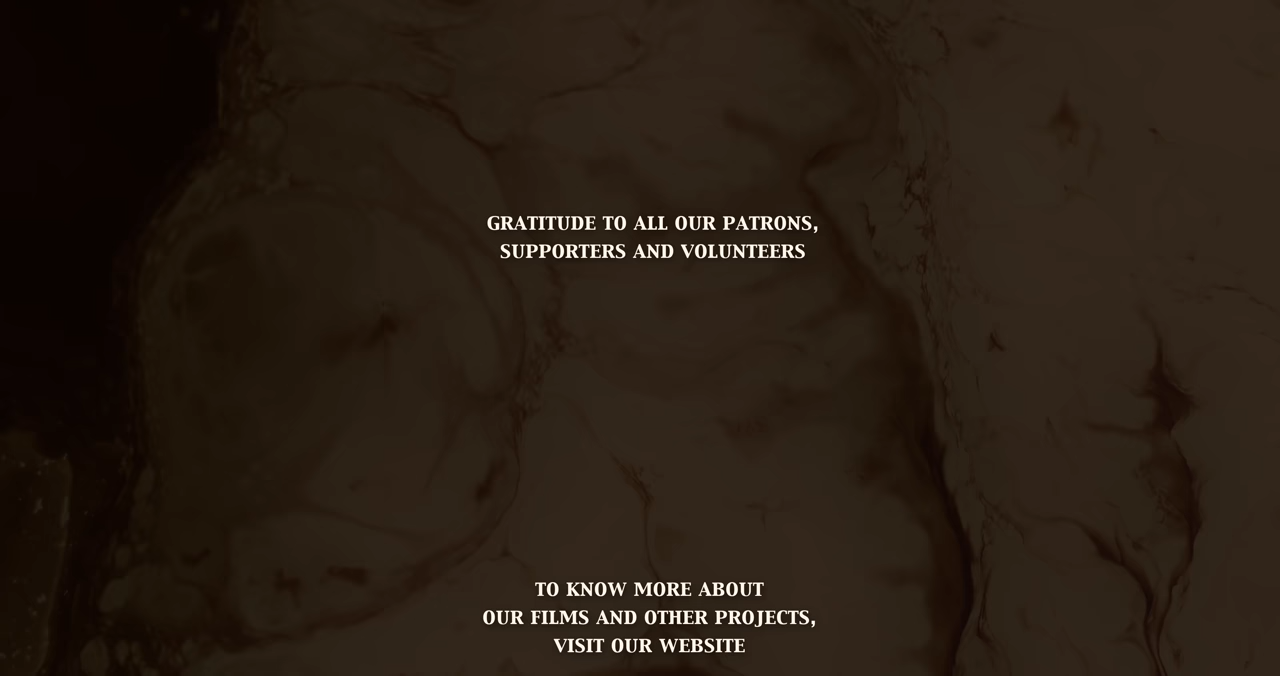 GRATITUDE TO ALL OUR PATRONS,
SUPPORTERS AND VOLUNTEERS
TO KNOW MORE ABOUT
OUR FILMS AND OTHER PROJECTS,
VISIT OUR WEBSITE